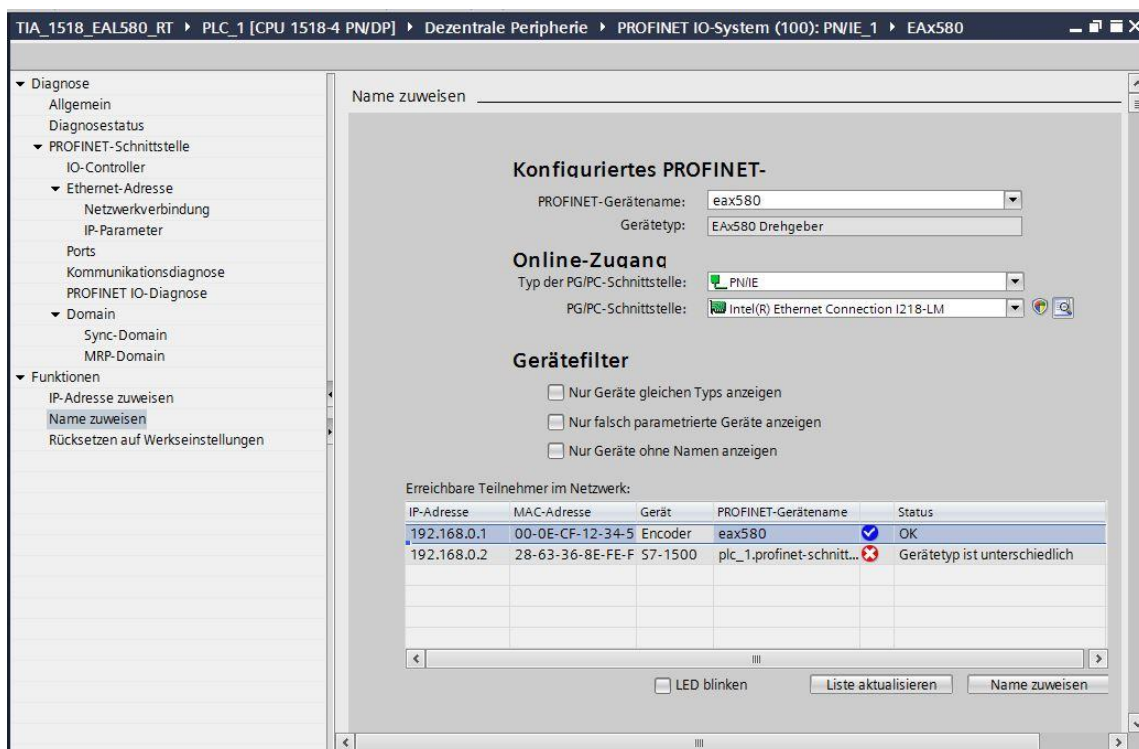 TIA_1518_EAL580_RT ▸ PLC_1 [CPU 1518-4 PN/DP] ▸ Dezentrale Peripherie ▸ PROFINET IO-System (100): PN/IE_1 ▸ EAx580
Diagnose
Allgemein
Diagnosestatus
PROFINET-Schnittstelle
IO-Controller
Ethernet-Adresse
Netzwerkverbindung
IP-Parameter
Ports
Kommunikationsdiagnose
PROFINET IO-Diagnose
Domain
Sync-Domain
MRP-Domain
Funktionen
IP-Adresse zuweisen
Name zuweisen
Rücksetzen auf Werkseinstellungen
Name zuweisen
Konfiguriertes PROFINET-
PROFINET-Gerätename: eax580
Gerätetyp: EAx580 Drehgeber
Online-Zugang
Typ der PG/PC-Schnittstelle: PN/IE
PG/PC-Schnittstelle: Intel(R) Ethernet Connection I218-LM
Gerätefilter
Nur Geräte gleichen Typs anzeigen
Nur falsch parametrierte Geräte anzeigen
Nur Geräte ohne Namen anzeigen
Erreichbare Teilnehmer im Netzwerk:
IP-Adresse MAC-Adresse Gerät PROFINET-Gerätename Status
192.168.0.1 00-0E-CF-12-34-5 Encoder eax580 OK
192.168.0.2 28-63-36-8E-FE-F S7-1500 plc_1.profinet-schnitt... Gerätetyp ist unterschiedlich
LED blinken Liste aktualisieren Name zuweisen